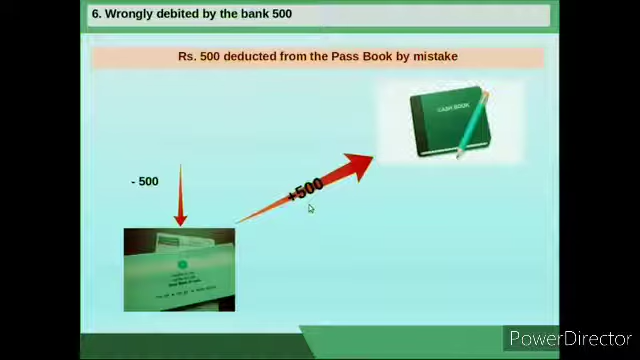 6. Wrongly debited by the bank 500
Rs. 500 deducted from the Pass Book by mistake
CASH BOOK
- 500
+500
PowerDirector